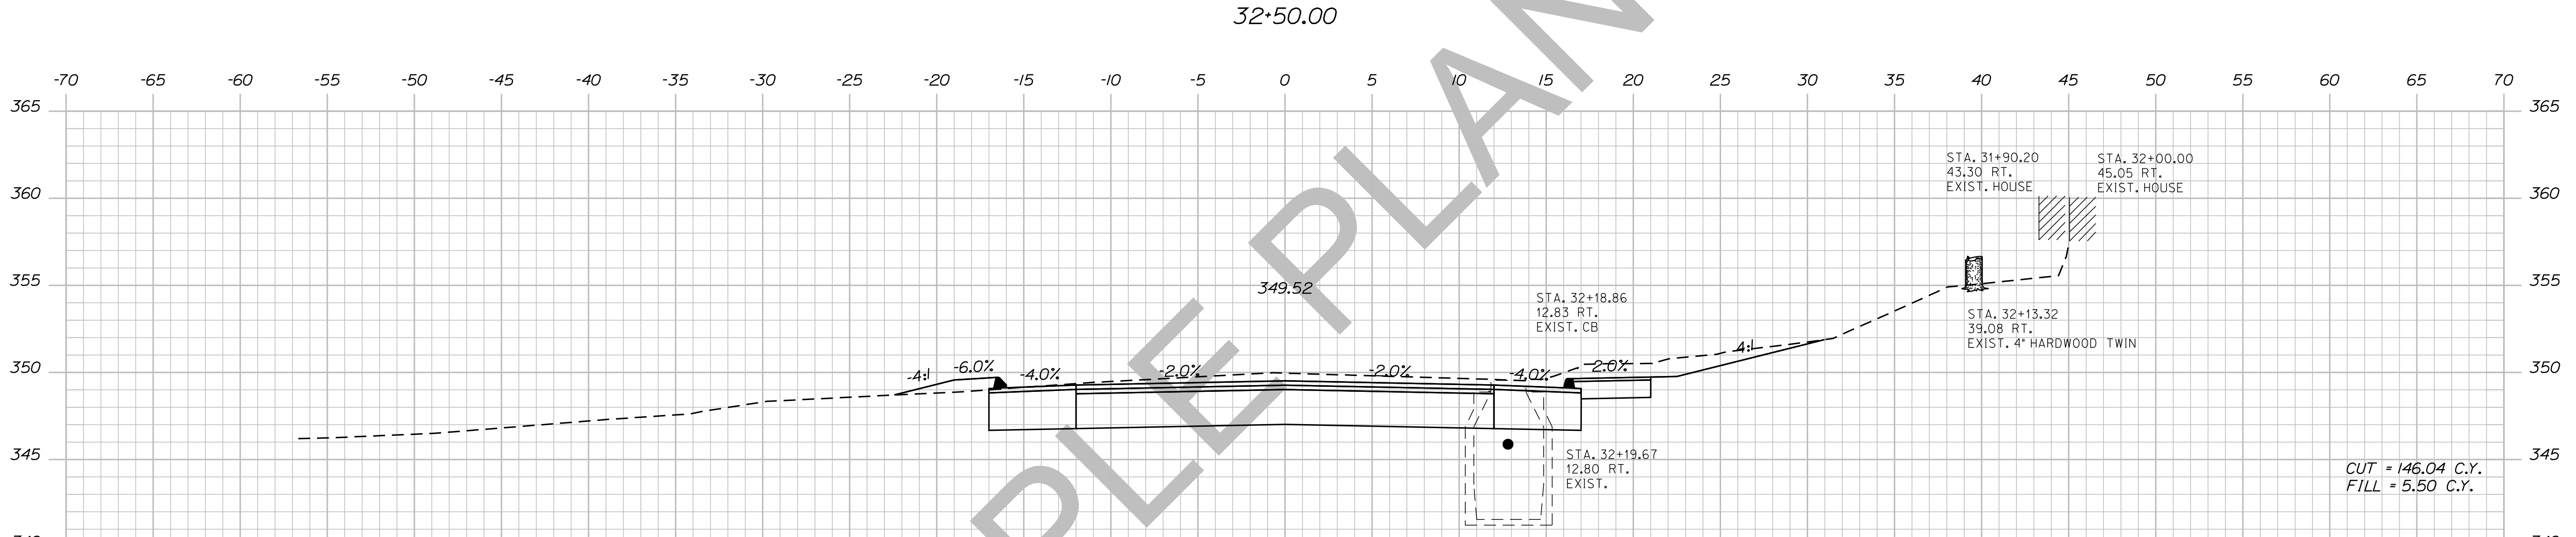 32+50.00
-70 -65 -60 -55 -50 -45 -40 -35 -30 -25 -20 -15 -10 -5 0 5 10 15 20 25 30 35 40 45 50 55 60 65 70
365 365
STA. 31+90.20
43.30 RT.
EXIST. HOUSE
STA. 32+00.00
45.05 RT.
EXIST. HOUSE
360 360
355 355
349.52
STA. 32+18.86
12.83 RT.
EXIST. CB
STA. 32+13.32
39.08 RT.
EXIST. 4" HARDWOOD TWIN
350 350
-4:1 -6.0% -4.0% -2.0% -2.0% -4.0% 2.0% 4:1
345 345
STA. 32+19.67
12.80 RT.
EXIST.
CUT = 146.04 C.Y.
FILL = 5.50 C.Y.
PLE PLAN